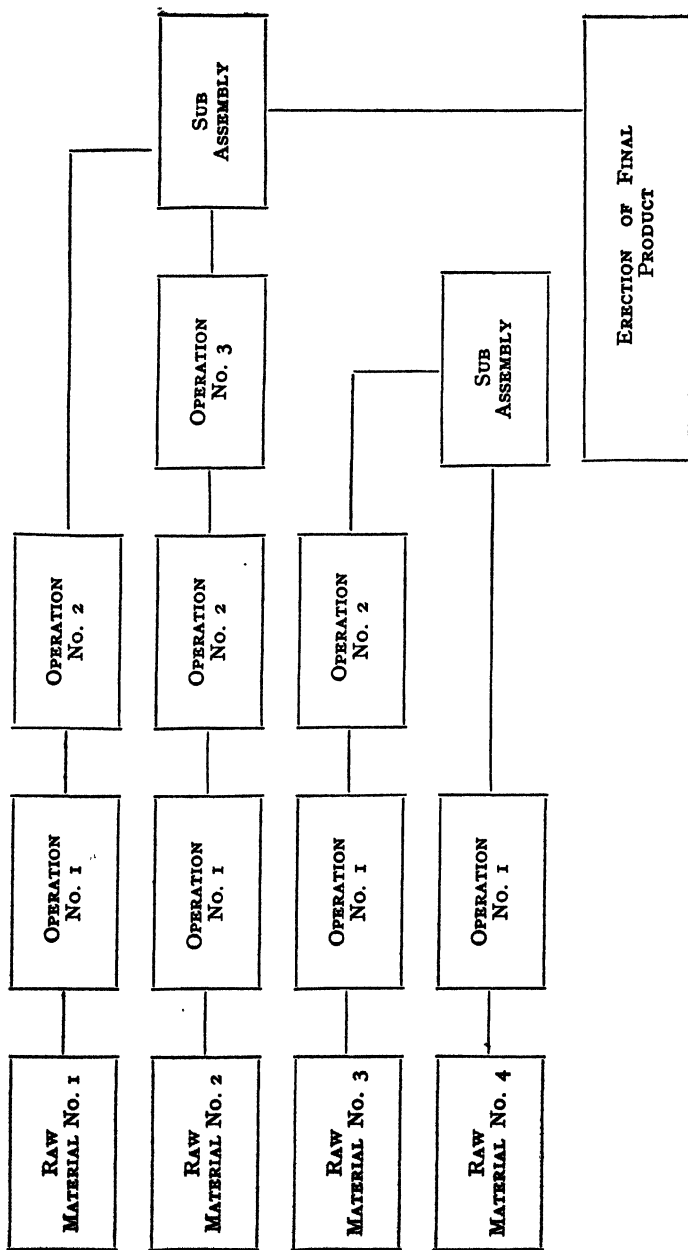 RAW
MATERIAL NO. 1
OPERATION
NO. 1
OPERATION
NO. 2
SUB
ASSEMBLY
RAW
MATERIAL NO. 2
OPERATION
NO. 1
OPERATION
NO. 2
OPERATION
NO. 3
RAW
MATERIAL NO. 3
OPERATION
NO. 1
OPERATION
NO. 2
SUB
ASSEMBLY
RAW
MATERIAL NO. 4
OPERATION
NO. 1
ERECTION OF FINAL
PRODUCT